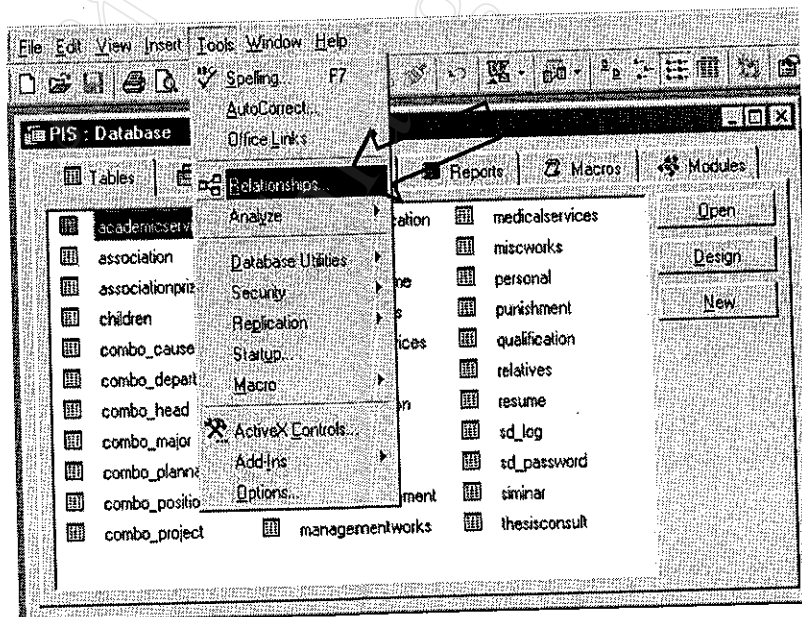 File Edit View Insert Tools Window Help
Spelling... F7
AutoCorrect...
Office Links
PIS : Database
Tables Reports Macros Modules
Relationships...
Analyze
Database Utilities
Security
Replication
Startup...
Macro
ActiveX Controls...
Add-Ins
Options...
academicserv
association
associationpri
children
combo_cause
combo_depart
combo_head
combo_major
combo_plann
combo_positio
combo_project
managementworks
medicalservices
miscworks
personal
punishment
qualification
relatives
resume
sd_log
sd_password
siminar
thesisconsult
Open
Design
New